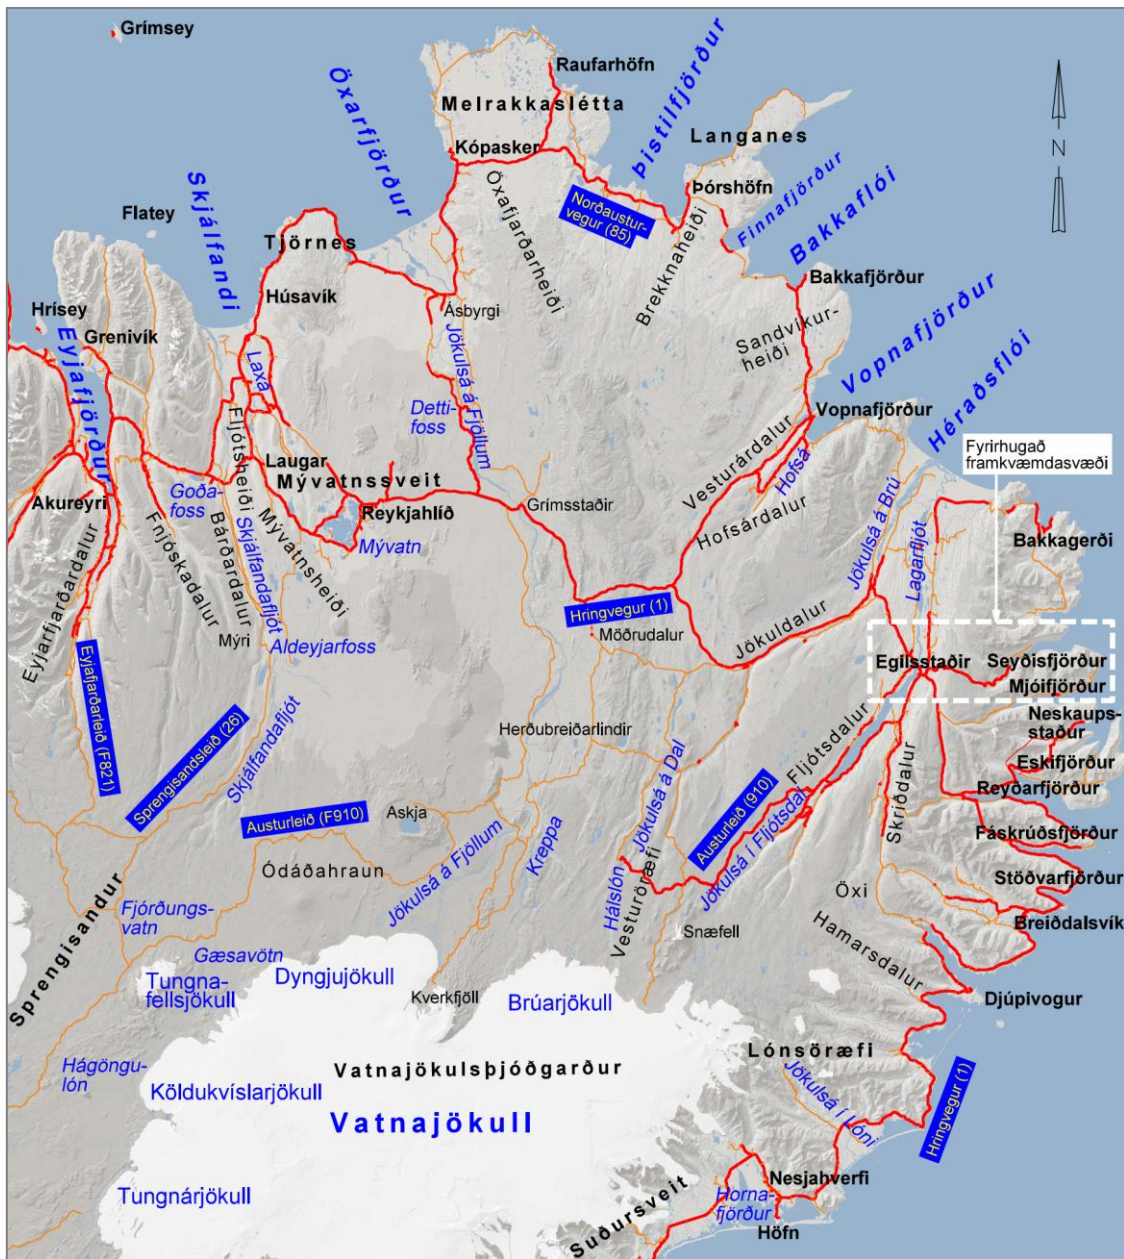 Grímsey
Raufarhöfn
Melrakkaslétta
Öxarfjörður
Þistilfjörður
Langanes
Kópasker
Þórshöfn
Norðaustur-
vegur (85)
Öxafjarðarheiði
Brekknaheiði
Finnafjörður
Bakkaflói
Bakkafjörður
Skjálfandi
Flatey
Tjörnes
Húsavík
Hrísey
Grenivík
Eyjafjörður
Ásbyrgi
Laxá
Jökulsá á Fjöllum
Detti-
foss
Sandvíkur-
heiði
Vopnafjörður
Vopnafjörður
Héraðsflói
Fyrirhugað
framkvæmdasvæði
Fljótsheiði
Laugar
Mývatnssveit
Akureyri
Goða-
foss
Reykjahlíð
Mývatn
Grímsstaðir
Vesturárdalur
Hofsá
Hofsárdalur
Jökulsá á Brú
Lagarfljót
Bakkagerði
Eyjarfjarðardalur
Fnjóskadalur
Bárðardalur
Skjálfandafljót
Mývatnsheiði
Mýri
Aldeyjarfoss
Hringvegur (1)
Möðrudalur
Jökuldalur
Egilsstaðir
Seyðisfjörður
Mjóifjörður
Neskaups-
staður
Eskifjörður
Reyðarfjörður
Fáskrúðsfjörður
Stöðvarfjörður
Breiðdalsvík
Eyjafjarðarleið (F821)
Sprengisandsleið (26)
Skjálfandafljót
Herðubreiðarlindir
Jökulsá á Dal
Fljótsdalur
Austurleið (910)
Jökulsá í Fljótsdal
Skriðdalur
Austurleið (F910)
Askja
Ódáðahraun
Jökulsá á Fjöllum
Kreppa
Hálslón
Vesturöræfi
Snæfell
Öxi
Hamarsdalur
Djúpivogur
Sprengisandur
Fjórðungs-
vatn
Gæsavötn
Tungna-
fellsjökull
Dyngjujökull
Kverkfjöll
Brúarjökull
Hágöngu-
lón
Köldukvíslarjökull
Vatnajökulsþjóðgarður
Vatnajökull
Lónsöræfi
Jökulsá í Lóni
Hringvegur (1)
Tungnárjökull
Nesjahverfi
Horna-
fjörður
Suðursveit
Höfn
N